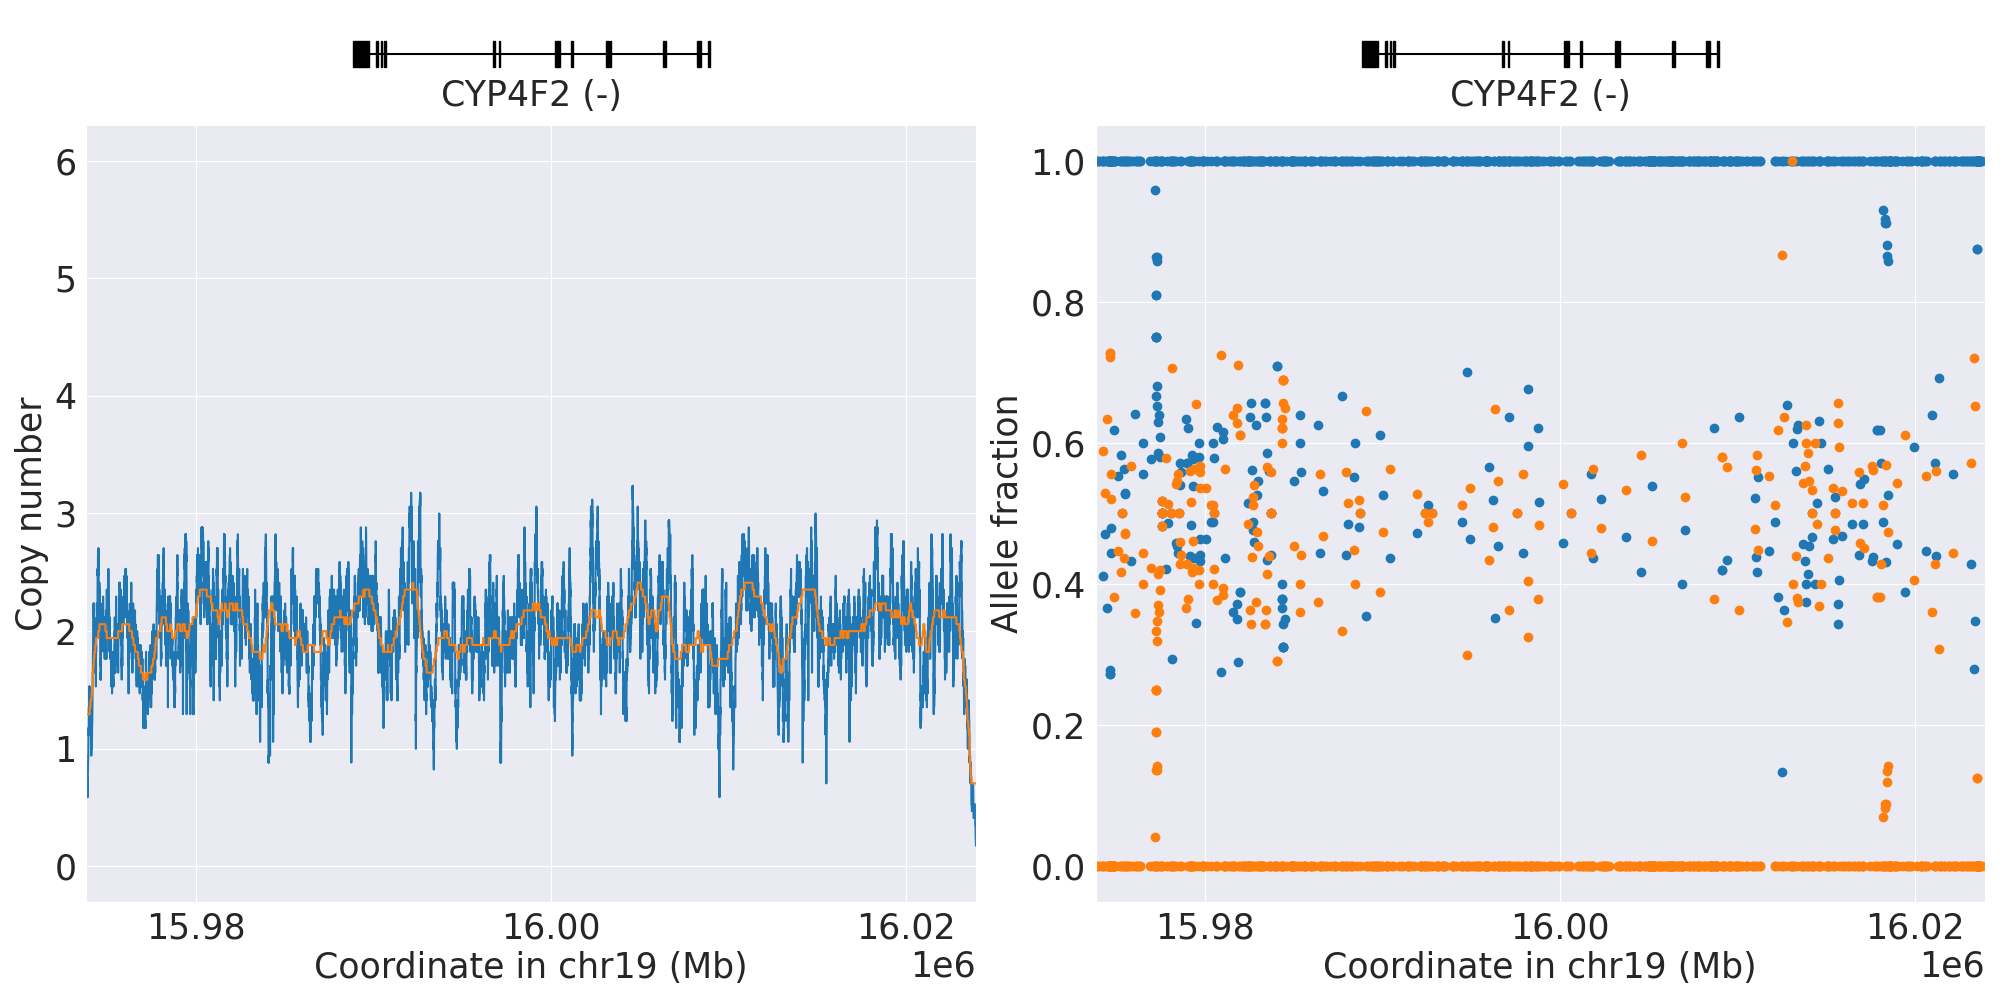 CYP4F2 (-)
6
5
4
3
2
1
0
Copy number
15.98
16.00
16.02
Coordinate in chr19 (Mb)
1e6
CYP4F2 (-)
1.0
0.8
0.6
0.4
0.2
0.0
Allele fraction
15.98
16.00
16.02
Coordinate in chr19 (Mb)
1e6